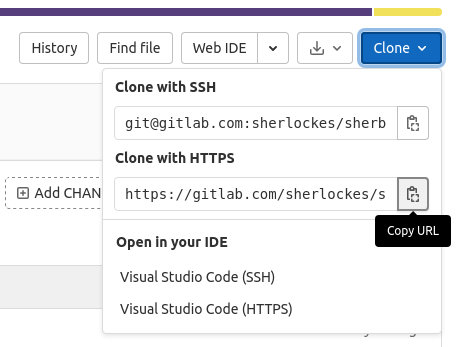 History Find file Web IDE Clone
Clone with SSH
git@gitlab.com:sherlockes/sherb
Clone with HTTPS
https://gitlab.com/sherlockes/s
Add CHAN
Copy URL
Open in your IDE
Visual Studio Code (SSH)
Visual Studio Code (HTTPS)